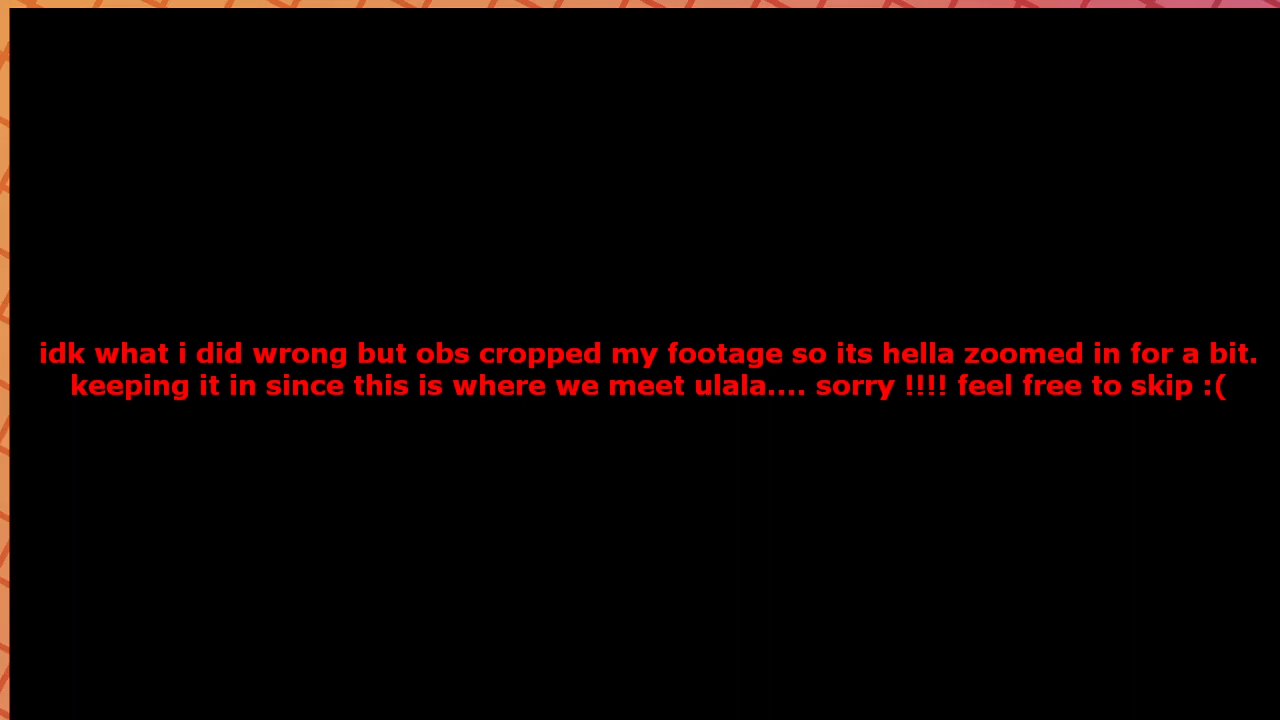 idk what i did wrong but obs cropped my footage so its hella zoomed in for a bit.
keeping it in since this is where we meet ulala.... sorry !!!! feel free to skip :(